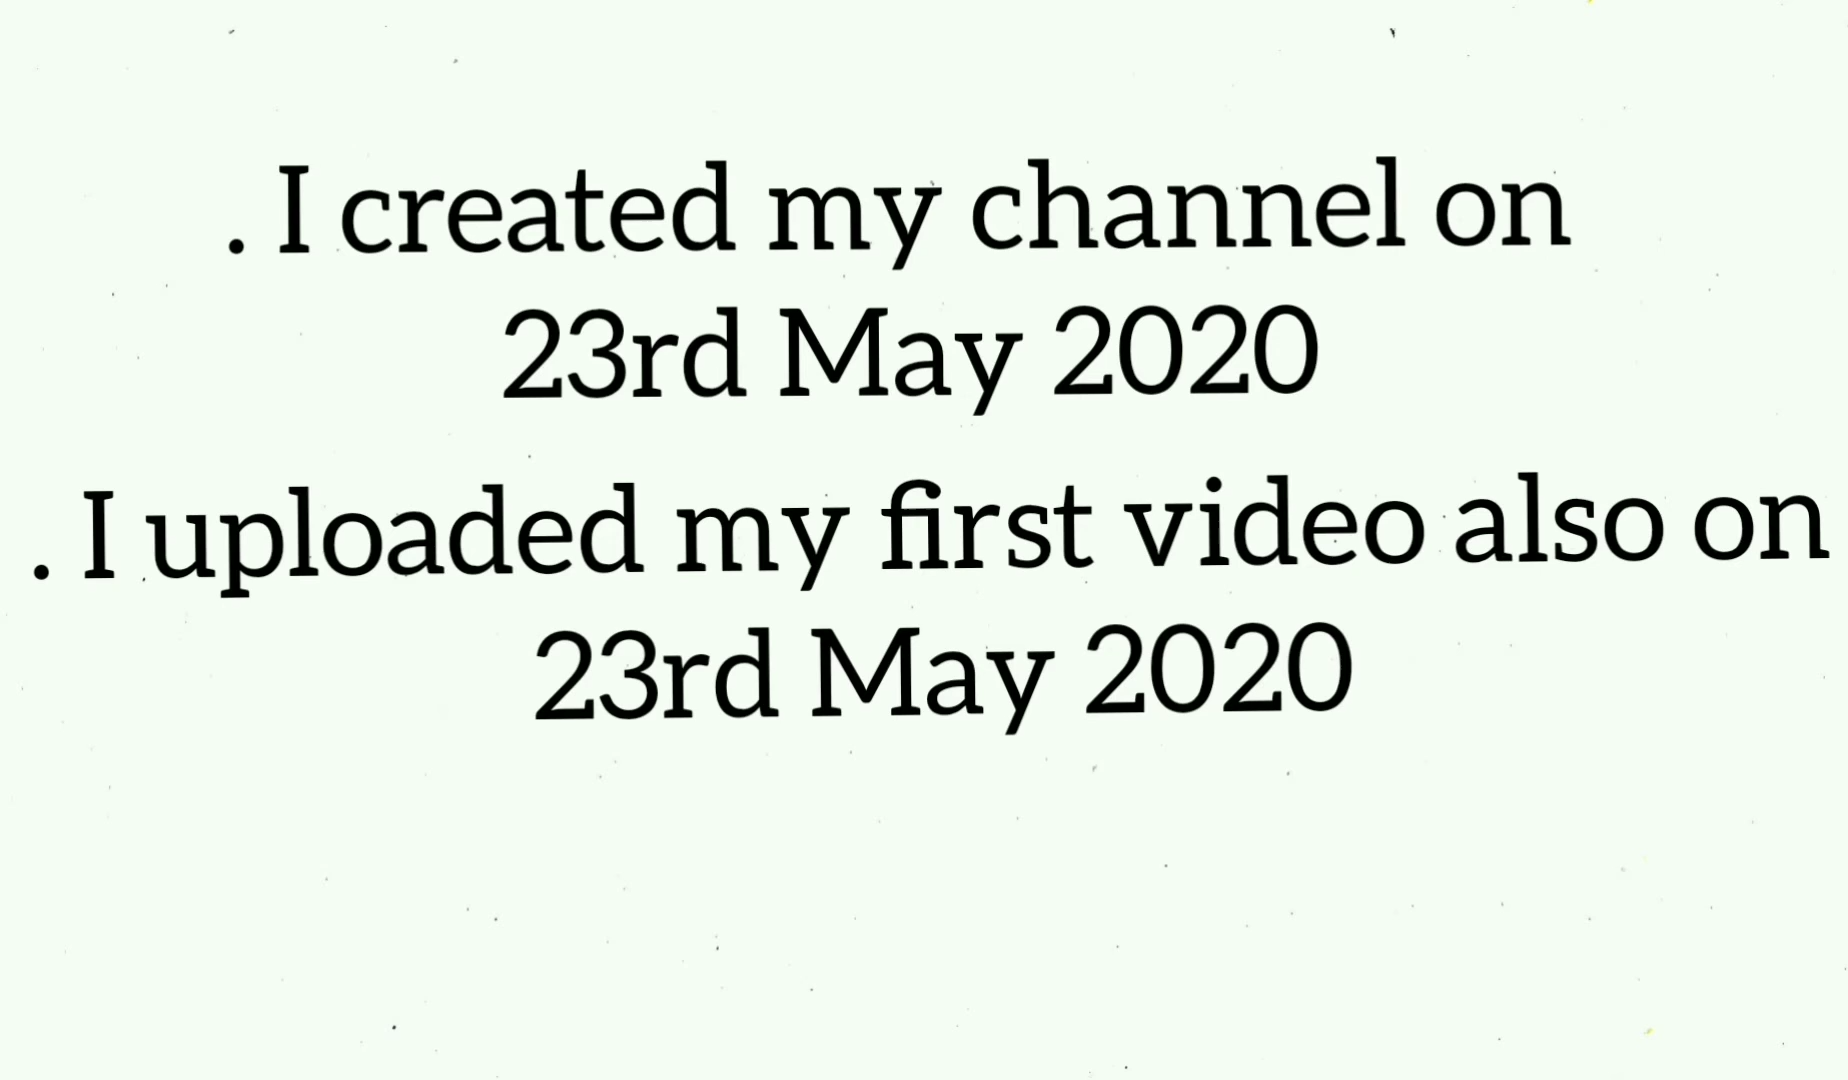 . I created my channel on
23rd May 2020
. I uploaded my first video also on
23rd May 2020